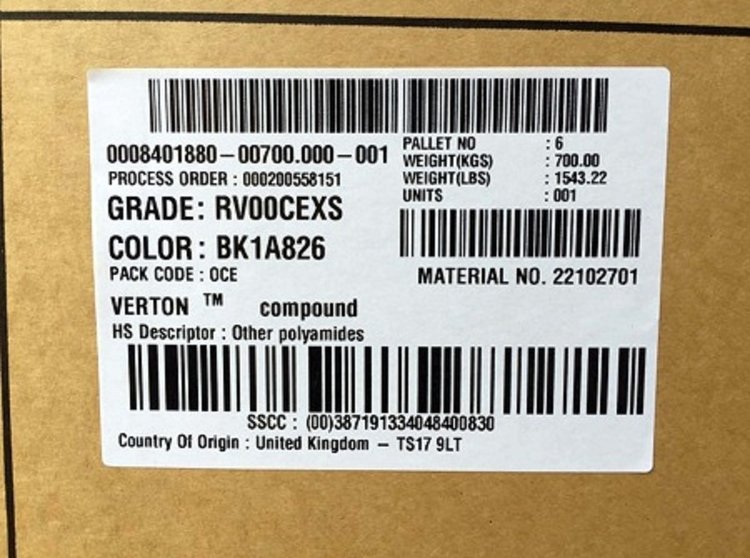 0008401880-00700.000-001
PROCESS ORDER : 000200558151
GRADE: RV00CEXS
COLOR: BK1A826
PACK CODE : OCE
PALLET NO : 6
WEIGHT(KGS) : 700.00
WEIGHT(LBS) : 1543.22
UNITS : 001
MATERIAL NO. 22102701
VERTON ™ compound
HS Descriptor : Other polyamides
SSCC : (00)387191334048400830
Country Of Origin : United Kingdom - TS17 9LT